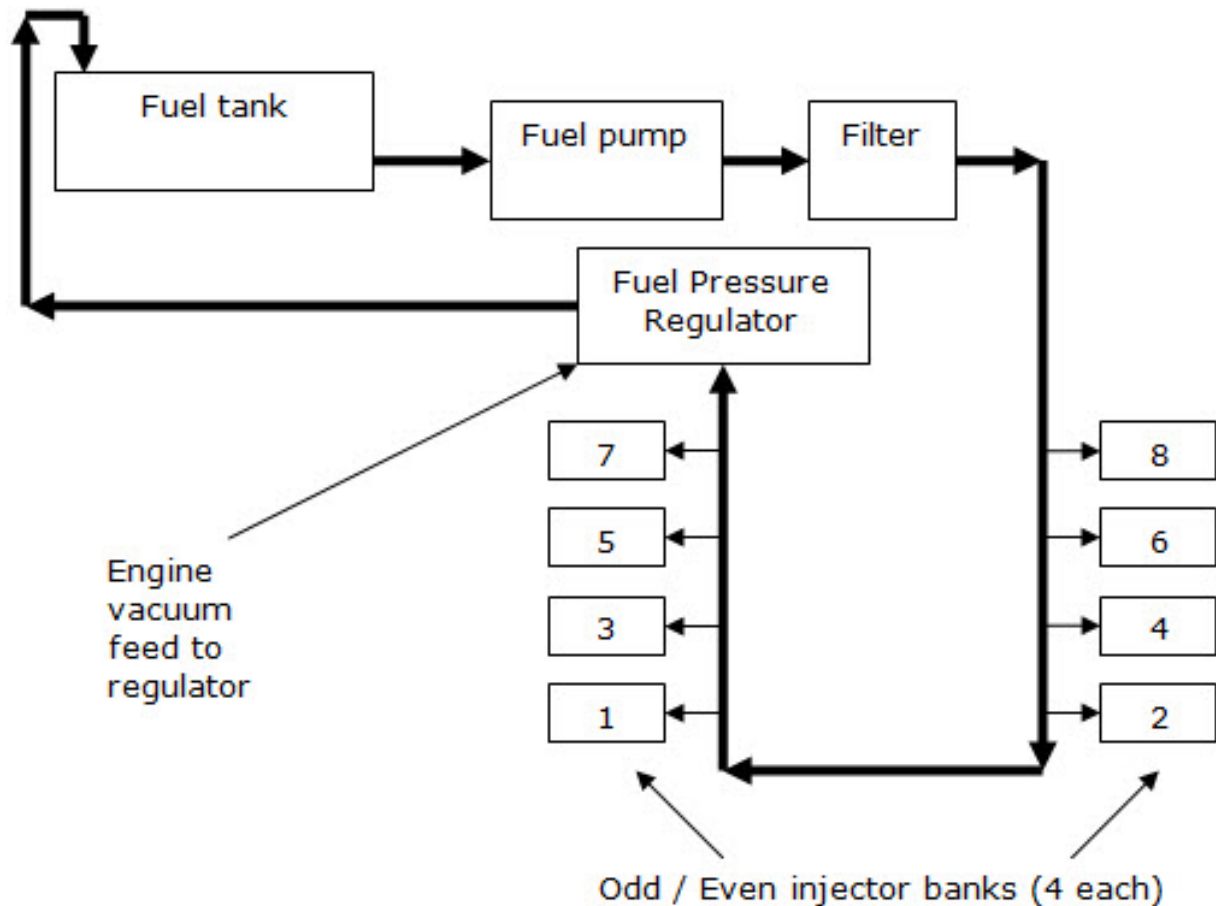 Fuel tank
Fuel pump
Filter
Fuel Pressure
Regulator
7
8
5
6
3
4
1
2
Engine
vacuum
feed to
regulator
Odd / Even injector banks (4 each)